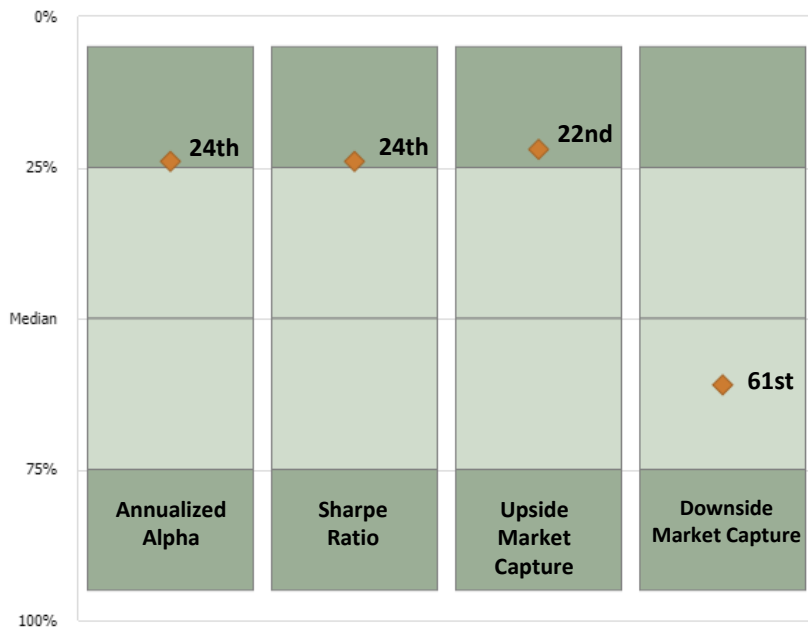 0%
24th
24th
22nd
25%
Median
61st
75%
Annualized
Alpha
Sharpe
Ratio
Upside
Market
Capture
Downside
Market Capture
100%